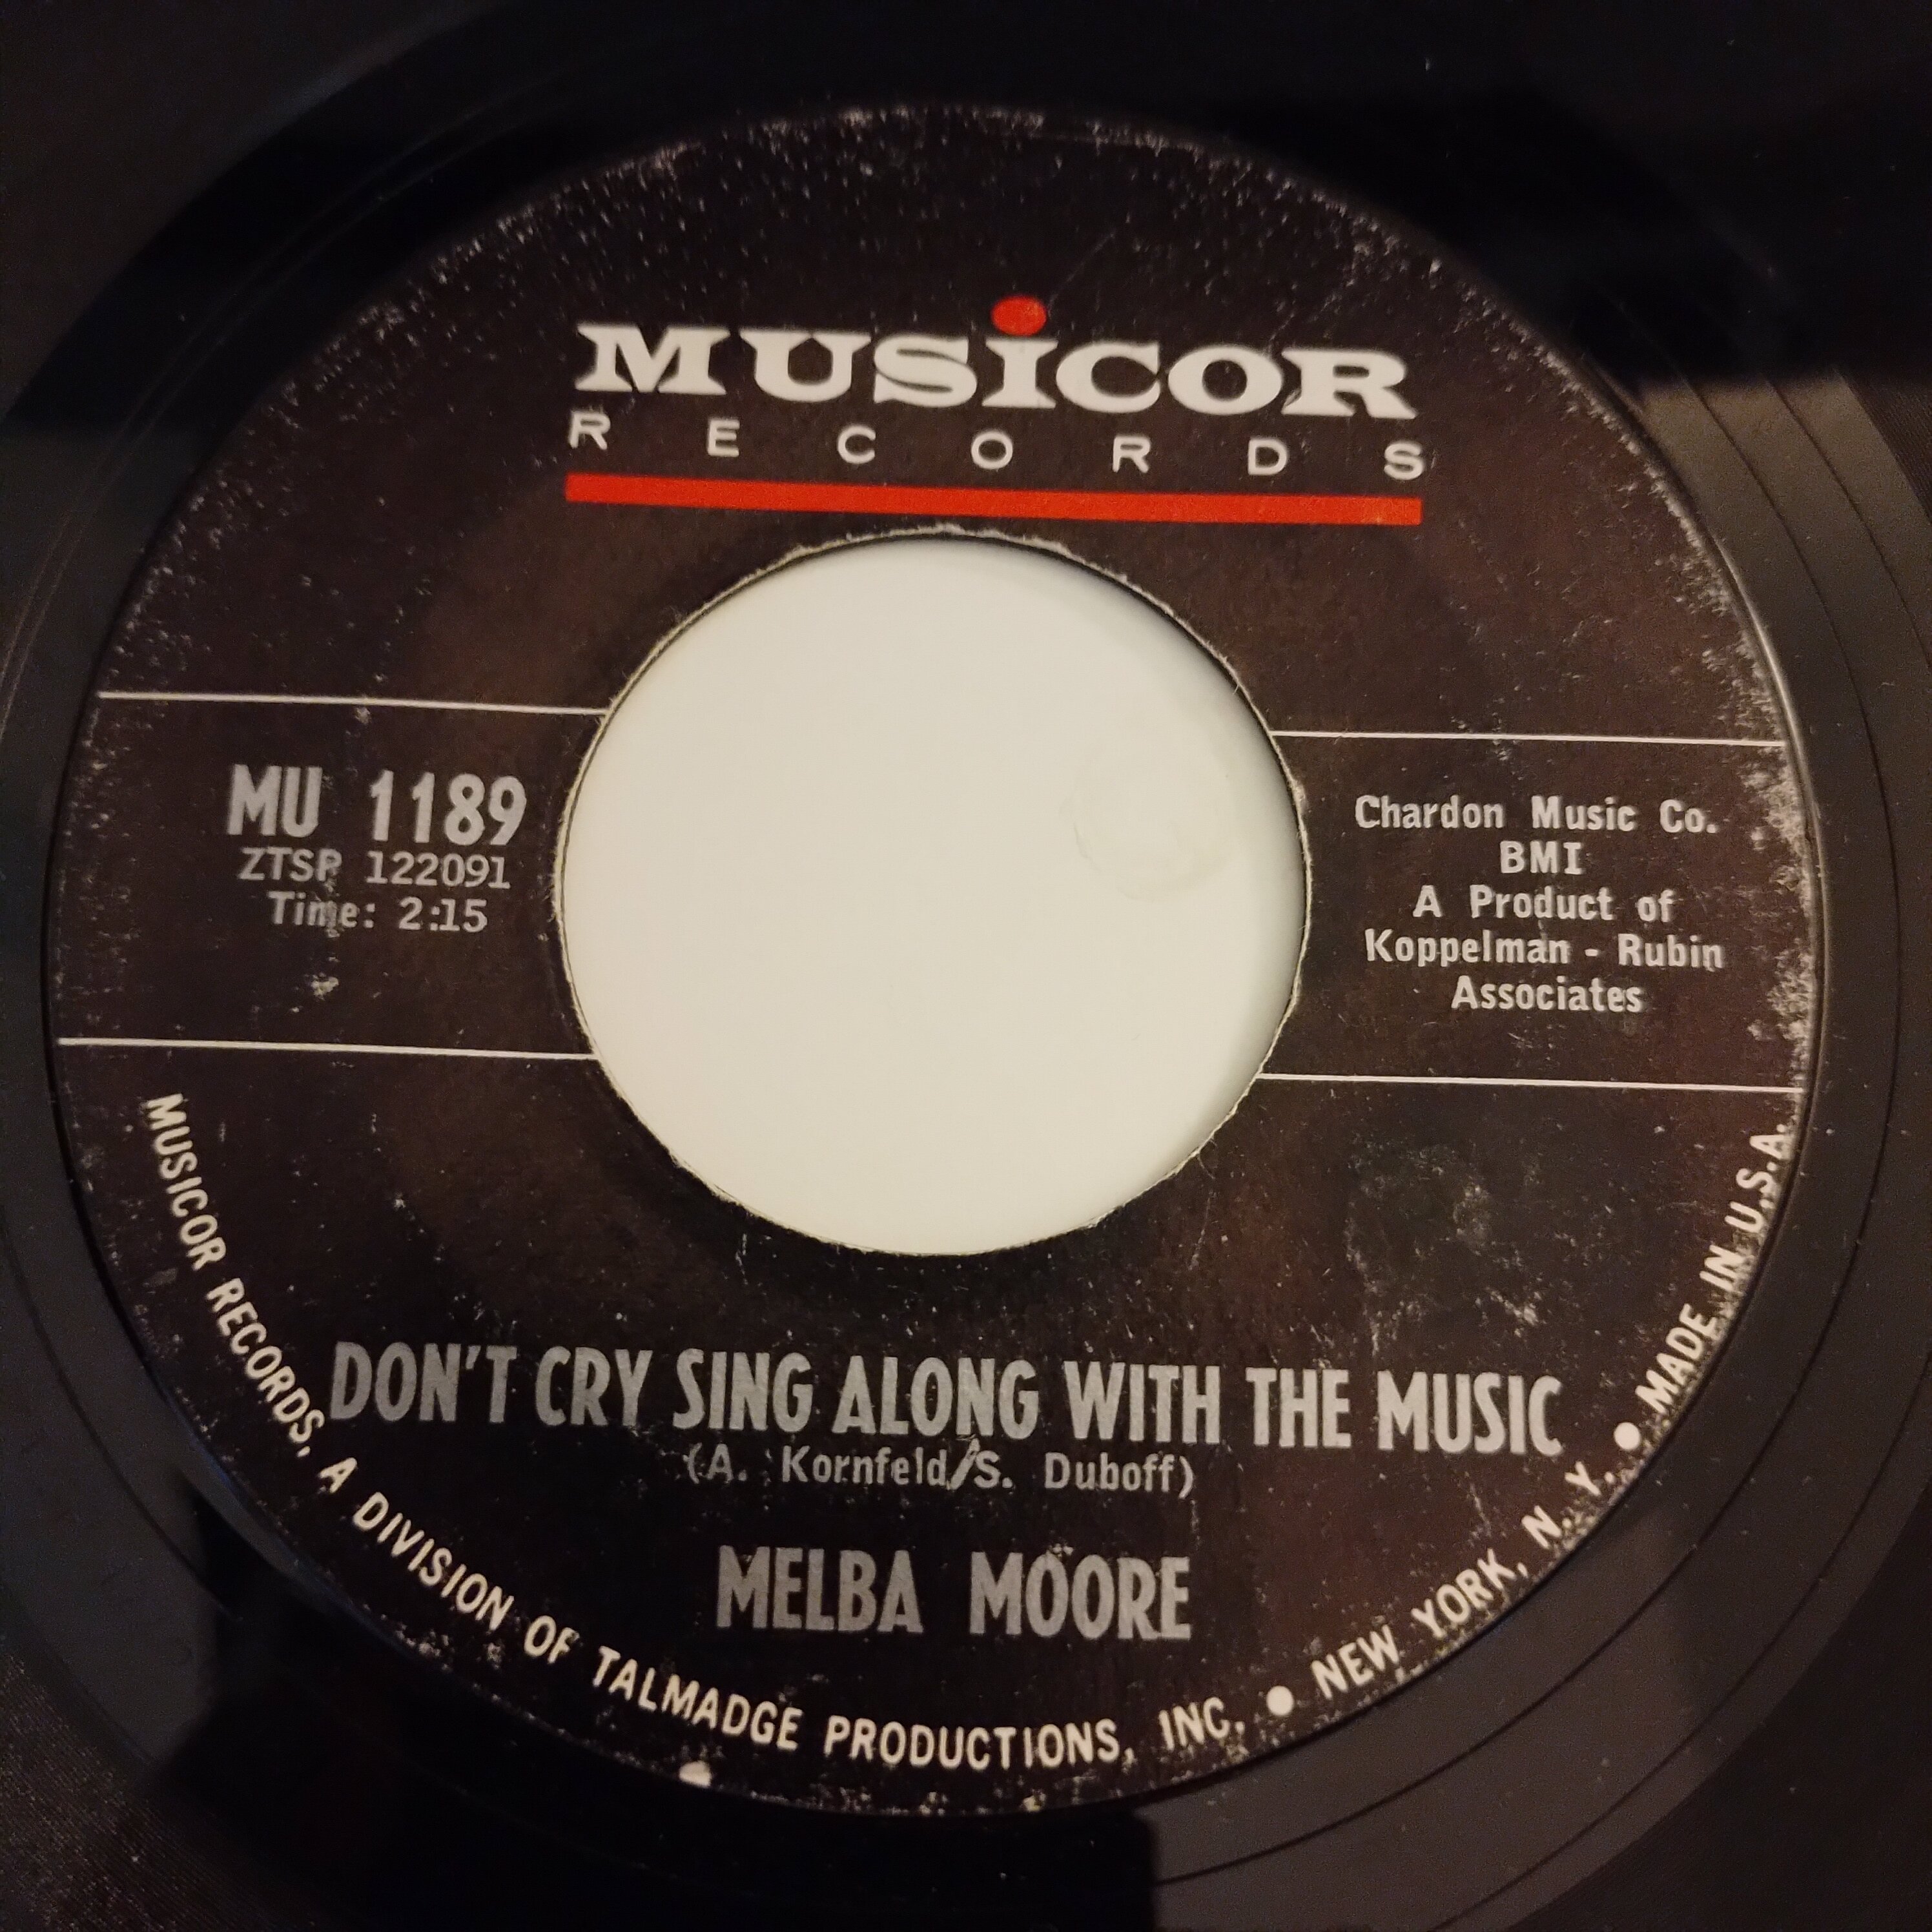 MUSiCOR
RECORDS
MU 1189
ZTSP 122091
Time: 2:15
Chardon Music Co.
BMI
A Product of
Koppelman - Rubin
Associates
DON'T CRY SING ALONG WITH THE MUSIC
(A. Kornfeld/S. Duboff)
MELBA MOORE
MUSICOR RECORDS, A DIVISION OF TALMADGE PRODUCTIONS, INC. ● NEW YORK, N. Y. ● MADE IN U.S.A.